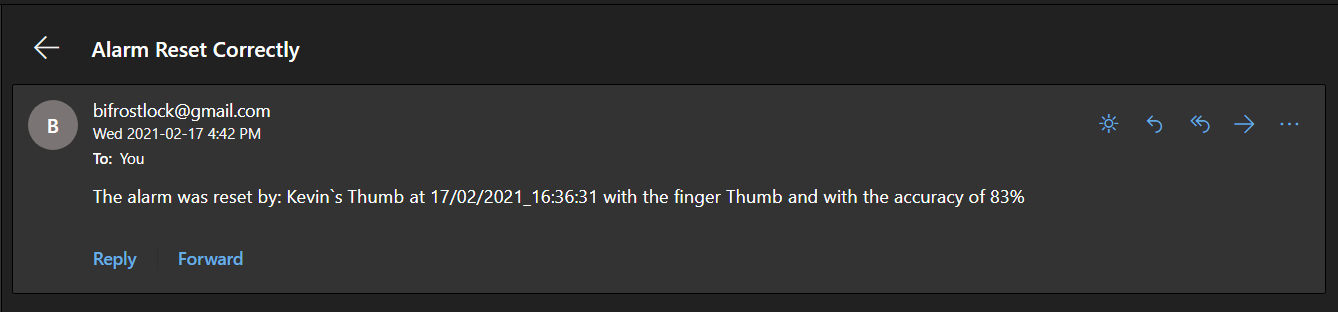 Alarm Reset Correctly
B
bifrostlock@gmail.com
Wed 2021-02-17 4:42 PM
To: You
The alarm was reset by: Kevin`s Thumb at 17/02/2021_16:36:31 with the finger Thumb and with the accuracy of 83%
Reply Forward